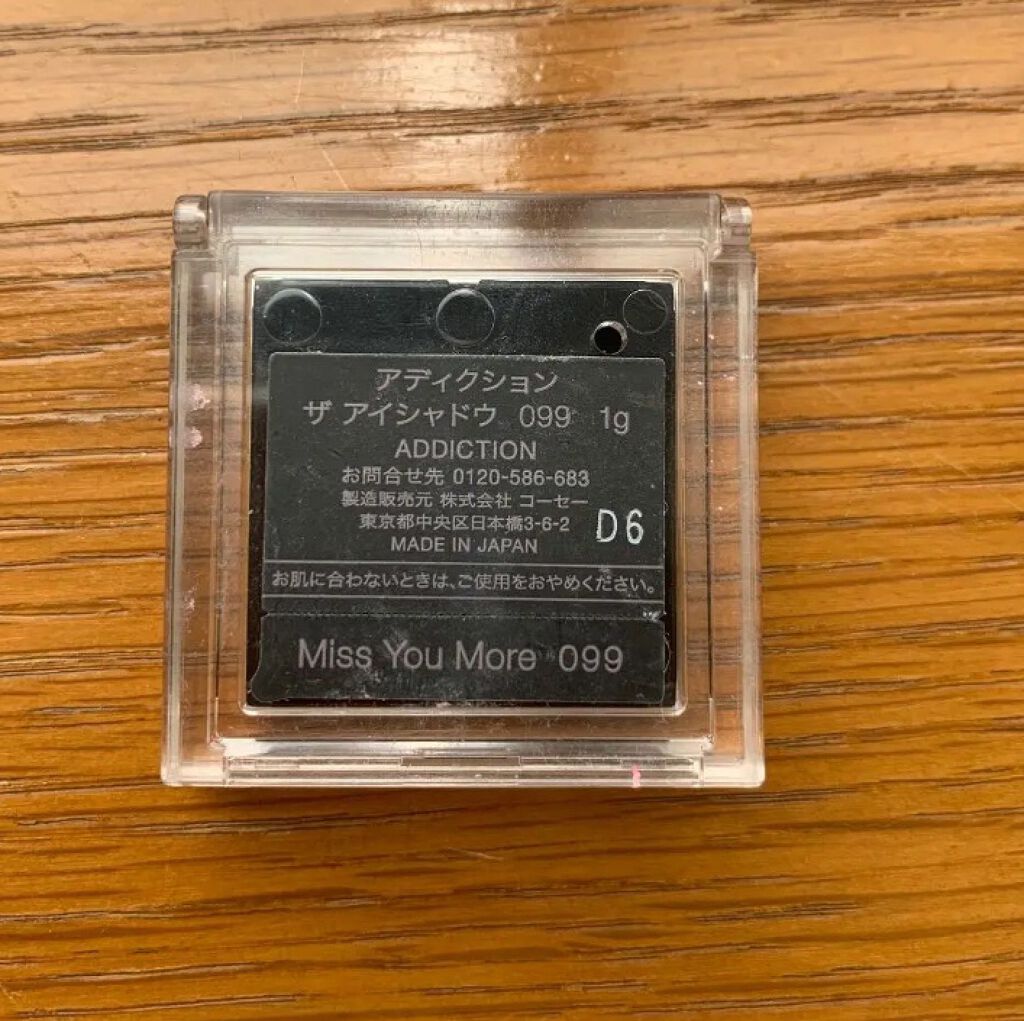 アディクション
ザ アイシャドウ 099 1g
ADDICTION
お問合せ先 0120-586-683
製造販売元 株式会社 コーセー
東京都中央区日本橋3-6-2
MADE IN JAPAN
D6
お肌に合わないときは、ご使用をおやめください。
Miss You More 099